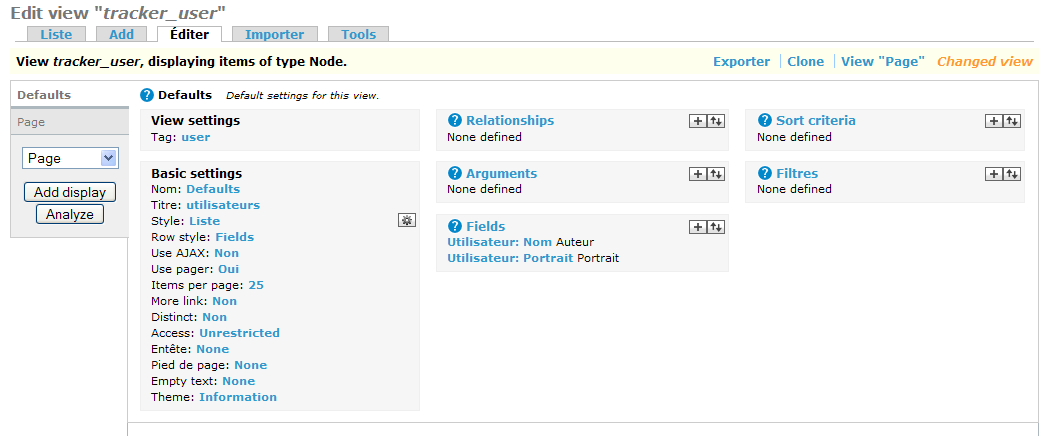 Edit view "tracker_user"
Liste Add Éditer Importer Tools
View tracker_user, displaying items of type Node. Exporter Clone View "Page" Changed view
Defaults
Page
Page
Add display
Analyze
? Defaults Default settings for this view.
View settings
Tag: user
Basic settings
Nom: Defaults
Titre: utilisateurs
Style: Liste
Row style: Fields
Use AJAX: Non
Use pager: Oui
Items per page: 25
More link: Non
Distinct: Non
Access: Unrestricted
Entête: None
Pied de page: None
Empty text: None
Theme: Information
? Relationships
None defined
? Arguments
None defined
? Fields
Utilisateur: Nom Auteur
Utilisateur: Portrait Portrait
? Sort criteria
None defined
? Filtres
None defined